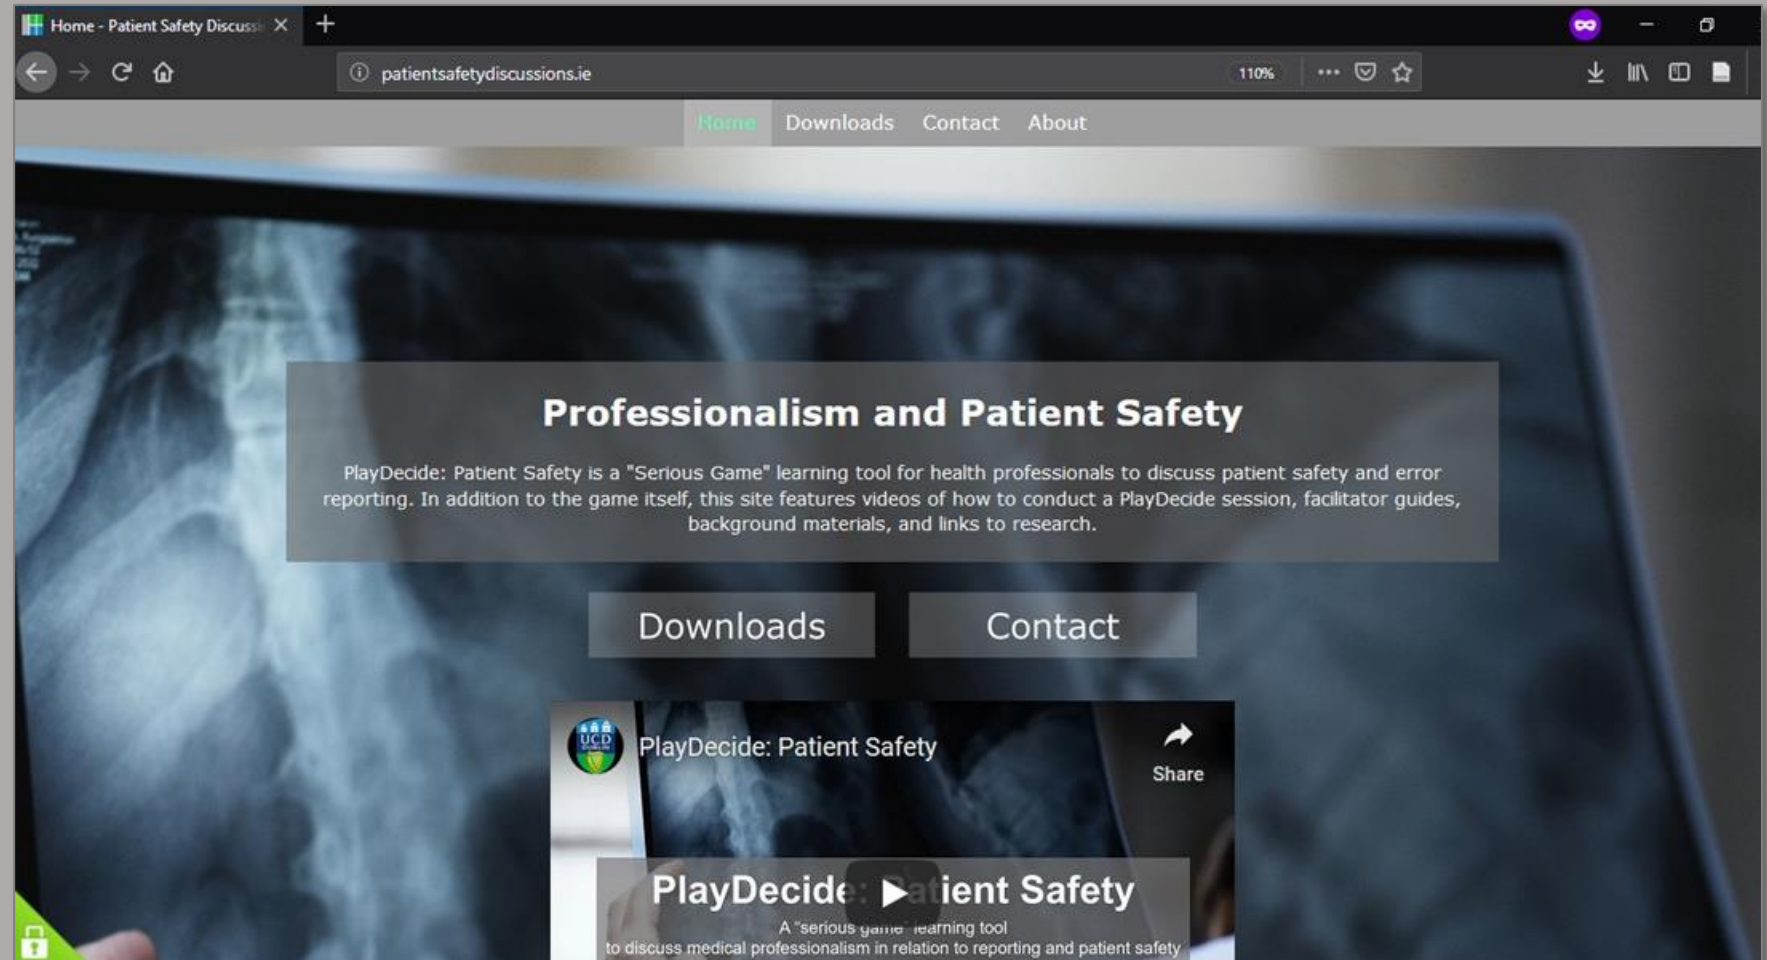 Home - Patient Safety Discussi
patientsafetydiscussions.ie
110%
Home Downloads Contact About
Professionalism and Patient Safety
PlayDecide: Patient Safety is a "Serious Game" learning tool for health professionals to discuss patient safety and error
reporting. In addition to the game itself, this site features videos of how to conduct a PlayDecide session, facilitator guides,
background materials, and links to research.
Downloads Contact
UCD
DUBLIN
PlayDecide: Patient Safety
Share
PlayDecide: Patient Safety
A "serious game" learning tool
to discuss medical professionalism in relation to reporting and patient safety